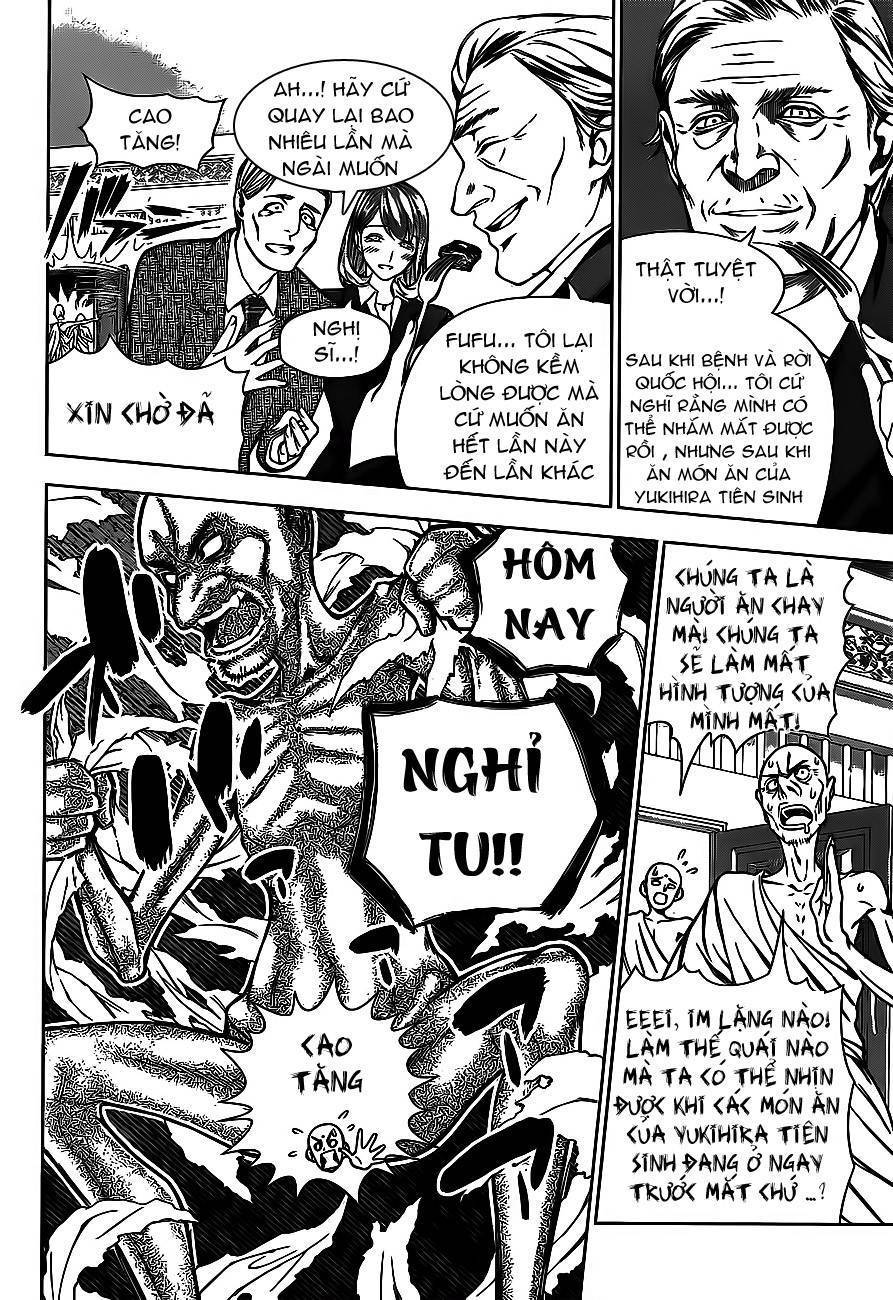 THẬT TUYỆT
VỜI...!
SAU KHI BỆNH VÀ RỜI
QUỐC HỘI... TÔI CỨ
NGHĨ RẰNG MÌNH CÓ
THỂ NHẮM MẮT ĐƯỢC
RỒI , NHƯNG SAU KHI
ĂN MÓN ĂN CỦA
YUKIHIRA TIÊN SINH
AH...! HÃY CỨ
QUAY LẠI BAO
NHIÊU LẦN MÀ
NGÀI MUỐN
FUFU... TÔI LẠI
KHÔNG KỀM
LÒNG ĐƯỢC MÀ
CỨ MUỐN ĂN
HẾT LẦN NÀY
ĐẾN LẦN KHÁC
NGHỊ
SĨ...!
CAO
TĂNG!
XIN CHỜ ĐÃ
CHÚNG TA LÀ
NGƯỜI ĂN CHAY
MÀ! CHÚNG TA
SẼ LÀM MẤT
HÌNH TƯỢNG CỦA
MÌNH MẤT!
EEEI, IM LẶNG NÀO!
LÀM THẾ QUÁI NÀO
MÀ TA CÓ THỂ NHỊN
ĐƯỢC KHI CÁC MÓN ĂN
CỦA YUKIHIRA TIÊN
SINH ĐANG Ở NGAY
TRƯỚC MẮT CHỨ ...?
HÔM
NAY
NGHỈ
TU!!
CAO
TĂNG